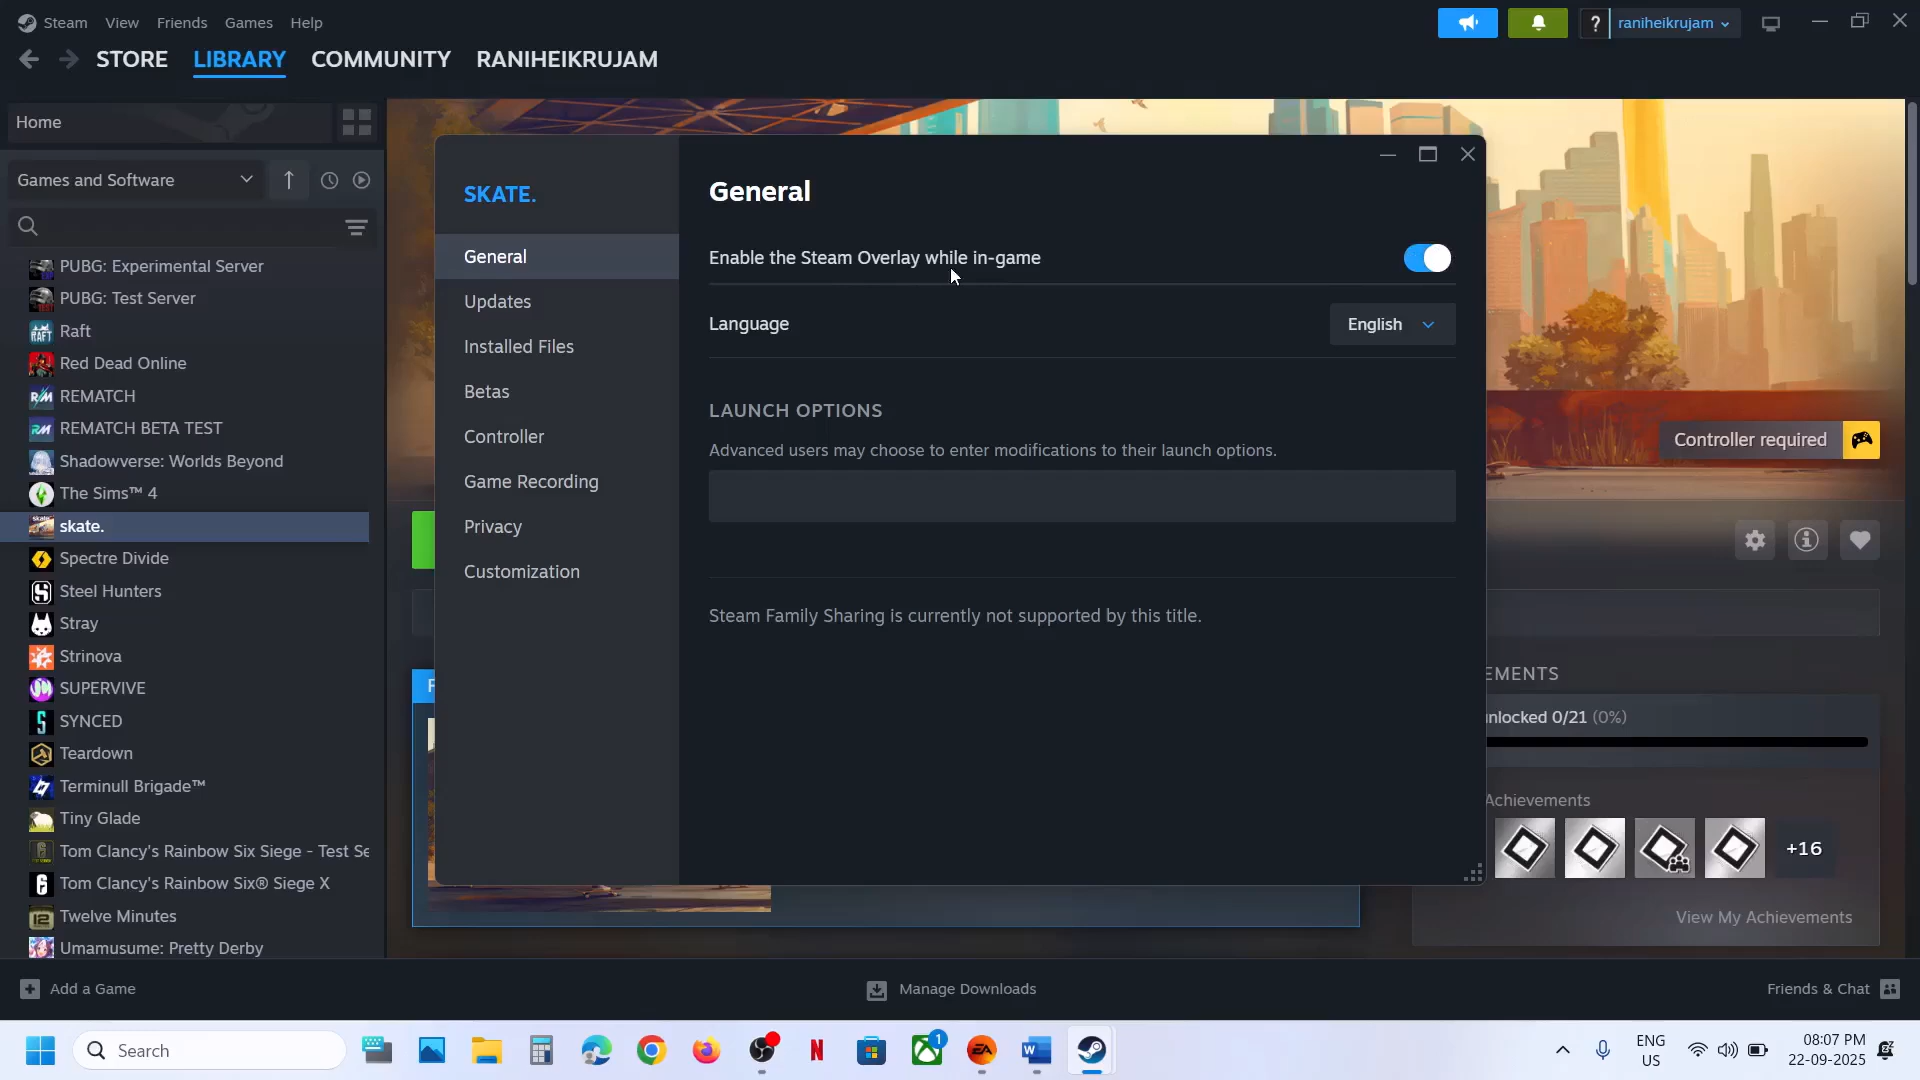 Steam View Friends Games Help
? raniheikrujam
STORE LIBRARY COMMUNITY RANIHEIKRUJAM
Home
Games and Software
PUBG: Experimental Server
PUBG: Test Server
Raft
Red Dead Online
REMATCH
REMATCH BETA TEST
Shadowverse: Worlds Beyond
The Sims™ 4
skate.
Spectre Divide
Steel Hunters
Stray
Strinova
SUPERVIVE
SYNCED
Teardown
Terminull Brigade™
Tiny Glade
Tom Clancy's Rainbow Six Siege - Test Se
Tom Clancy's Rainbow Six® Siege X
Twelve Minutes
Umamusume: Pretty Derby
SKATE.
General
Updates
Installed Files
Betas
Controller
Game Recording
Privacy
Customization
General
Enable the Steam Overlay while in-game
Language English
LAUNCH OPTIONS
Advanced users may choose to enter modifications to their launch options.
Steam Family Sharing is currently not supported by this title.
Controller required
EMENTS
nlocked 0/21 (0%)
Achievements
+16
View My Achievements
Add a Game
Manage Downloads
Friends & Chat
Search
1
ENG
US
08:07 PM
22-09-2025